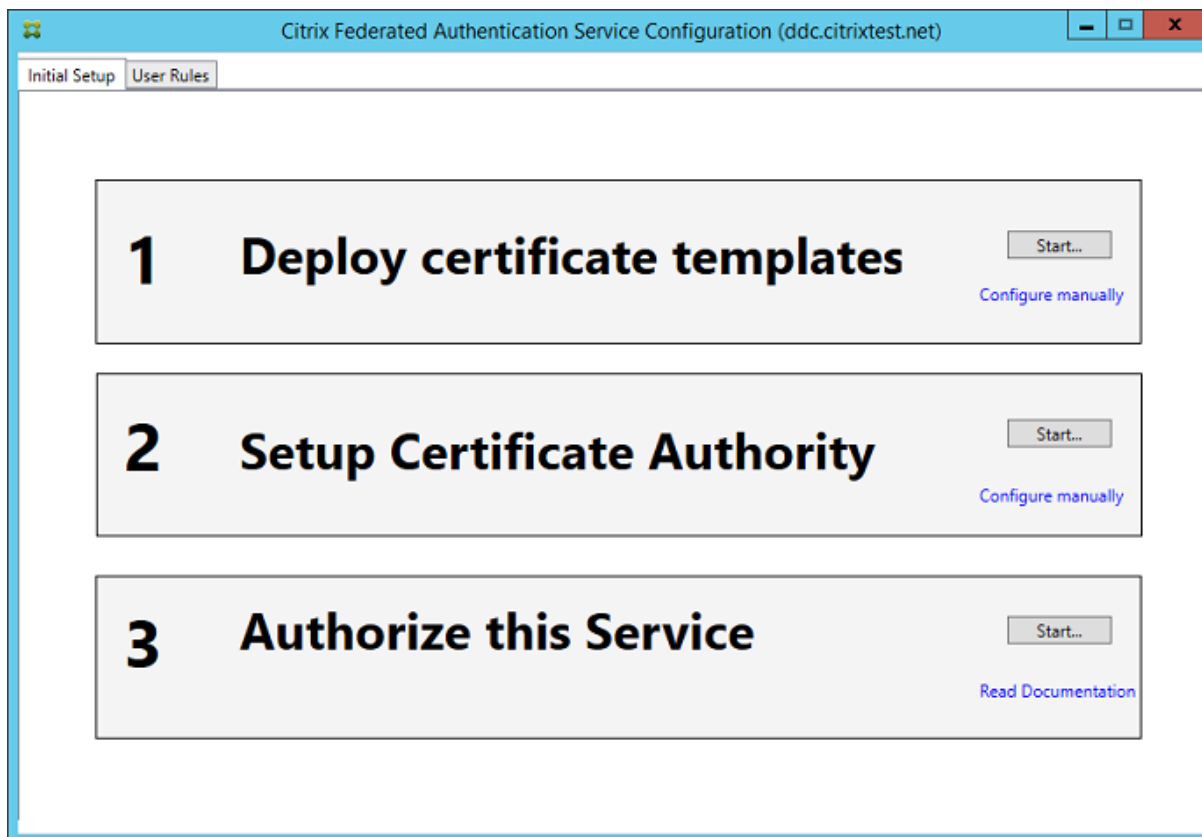 Citrix Federated Authentication Service Configuration (ddc.citrixtest.net)
Initial Setup User Rules
1 Deploy certificate templates Start...
Configure manually
2 Setup Certificate Authority Start...
Configure manually
3 Authorize this Service Start...
Read Documentation